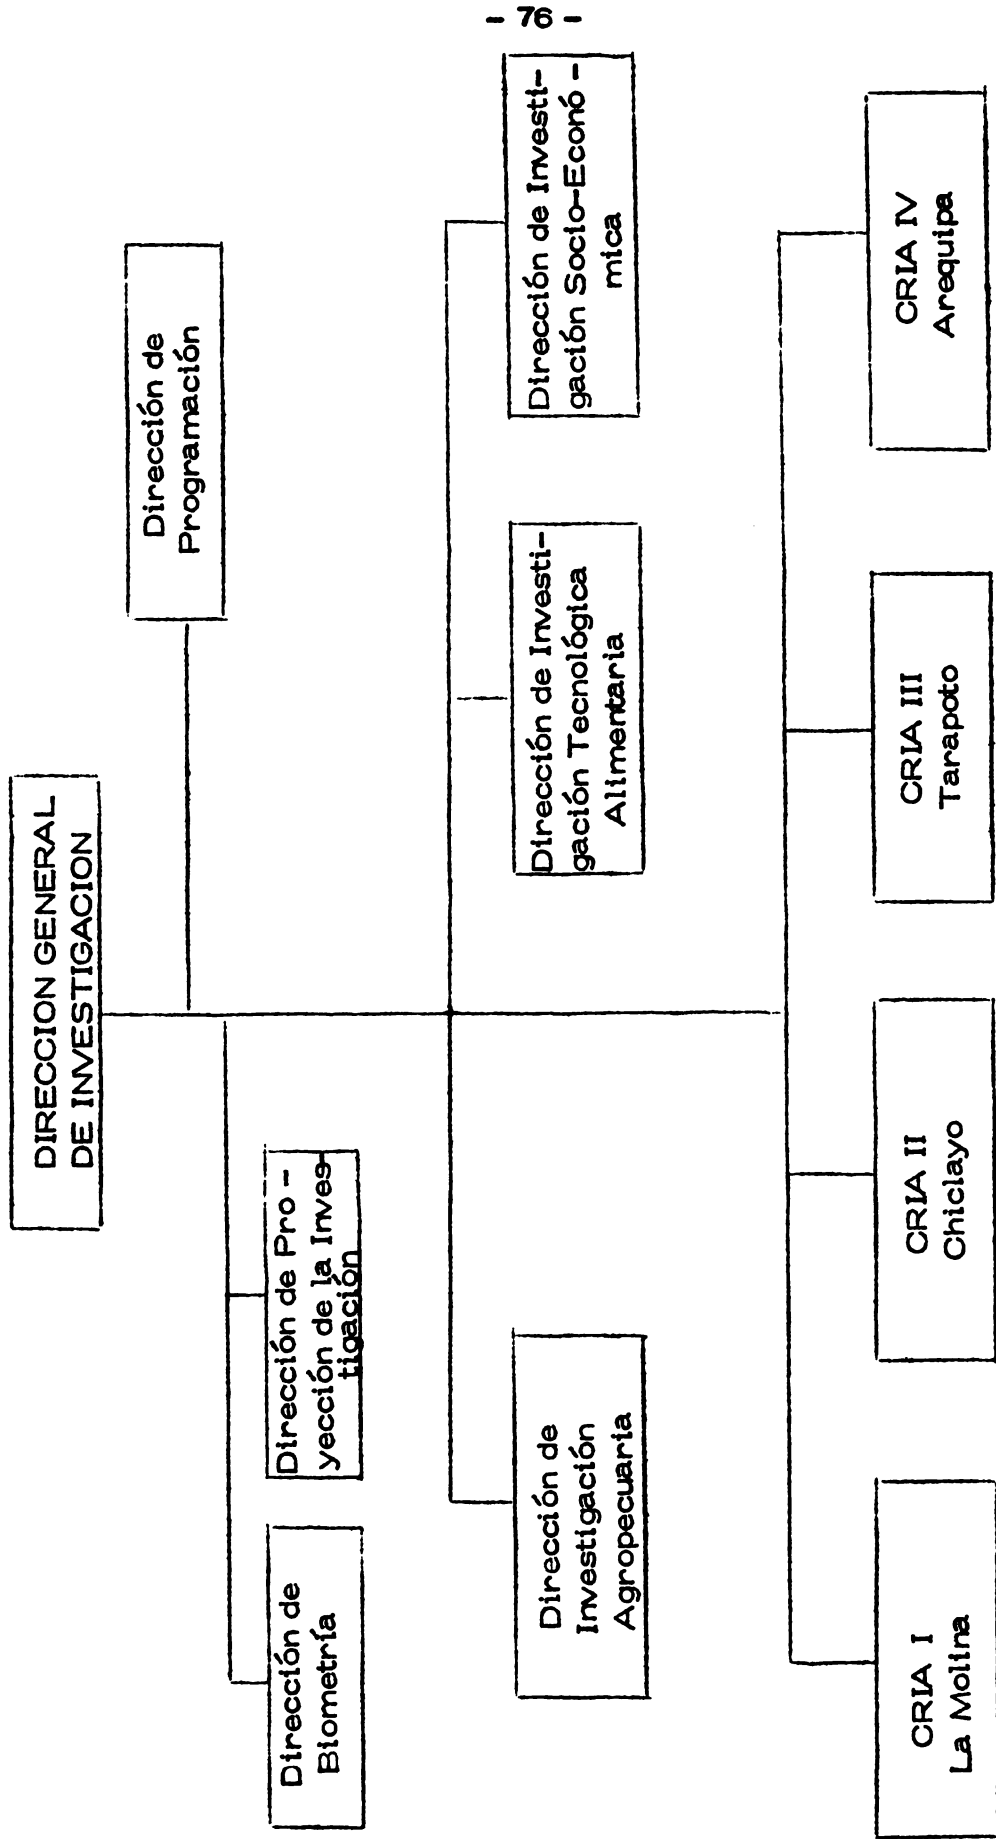 - 76 -
DIRECCION GENERAL
DE INVESTIGACION
Dirección de
Programación
Dirección de
Biometría
Dirección de Pro -
yección de la Inves-
tigación
Dirección de
Investigación
Agropecuaria
Dirección de Investi-
gación Tecnológica
Alimentaria
Dirección de Investi-
gación Socio-Econó -
mica
CRIA I
La Molina
CRIA II
Chiclayo
CRIA III
Tarapoto
CRIA IV
Arequipa